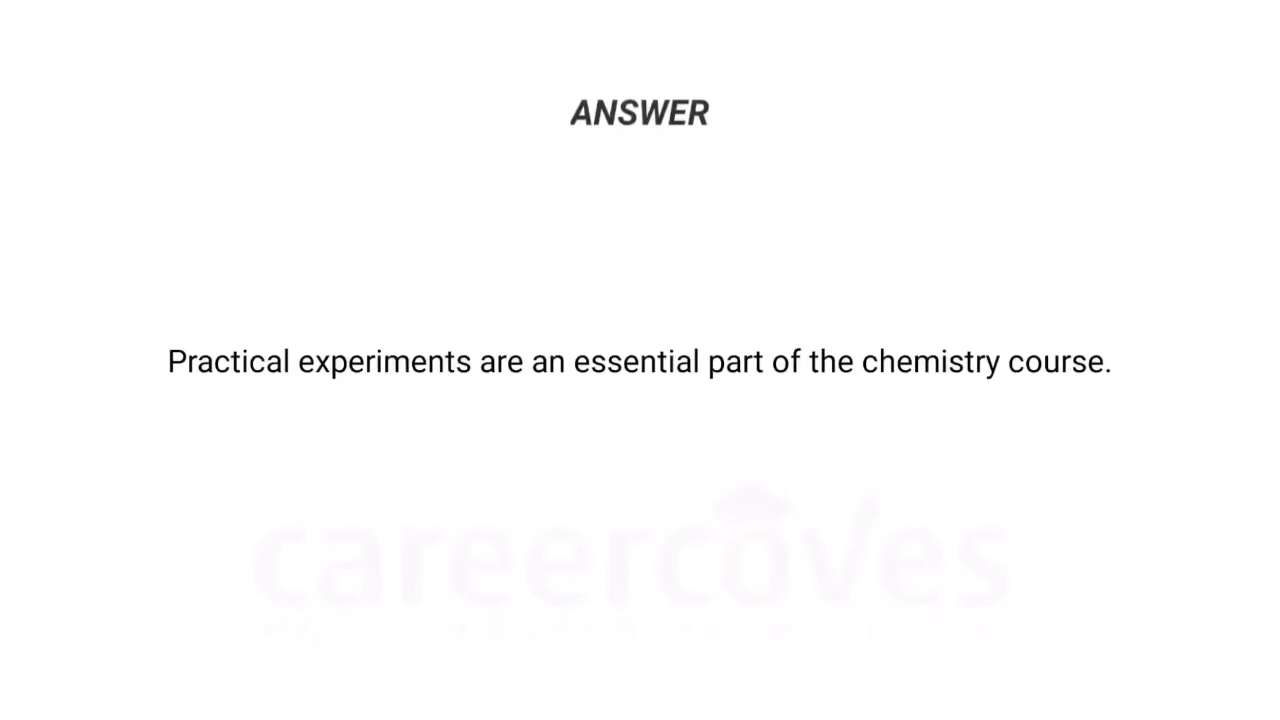 ANSWER
Practical experiments are an essential part of the chemistry course.
careercoves